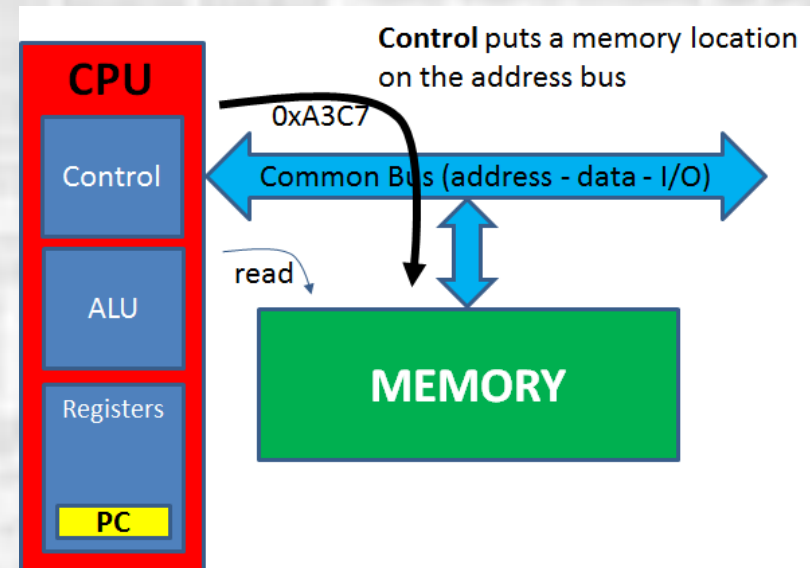 Control puts a memory location
on the address bus
CPU
0xA3C7
Control
Common Bus (address - data - I/O)
read
ALU
MEMORY
Registers
PC